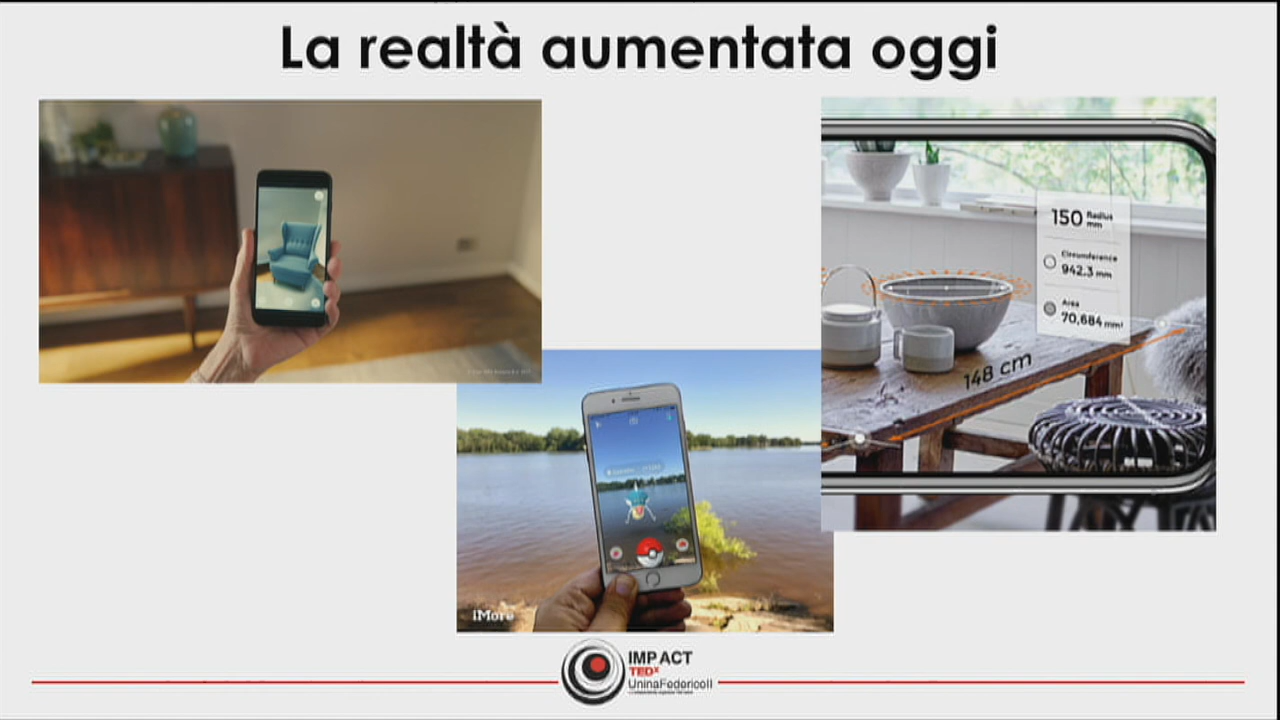 La realtà aumentata oggi
150 Radius
mm
Circumference
942.3 mm
Area
70,684 mm²
148 cm
iMore
IMPACT
TEDx
UninaFedericoII